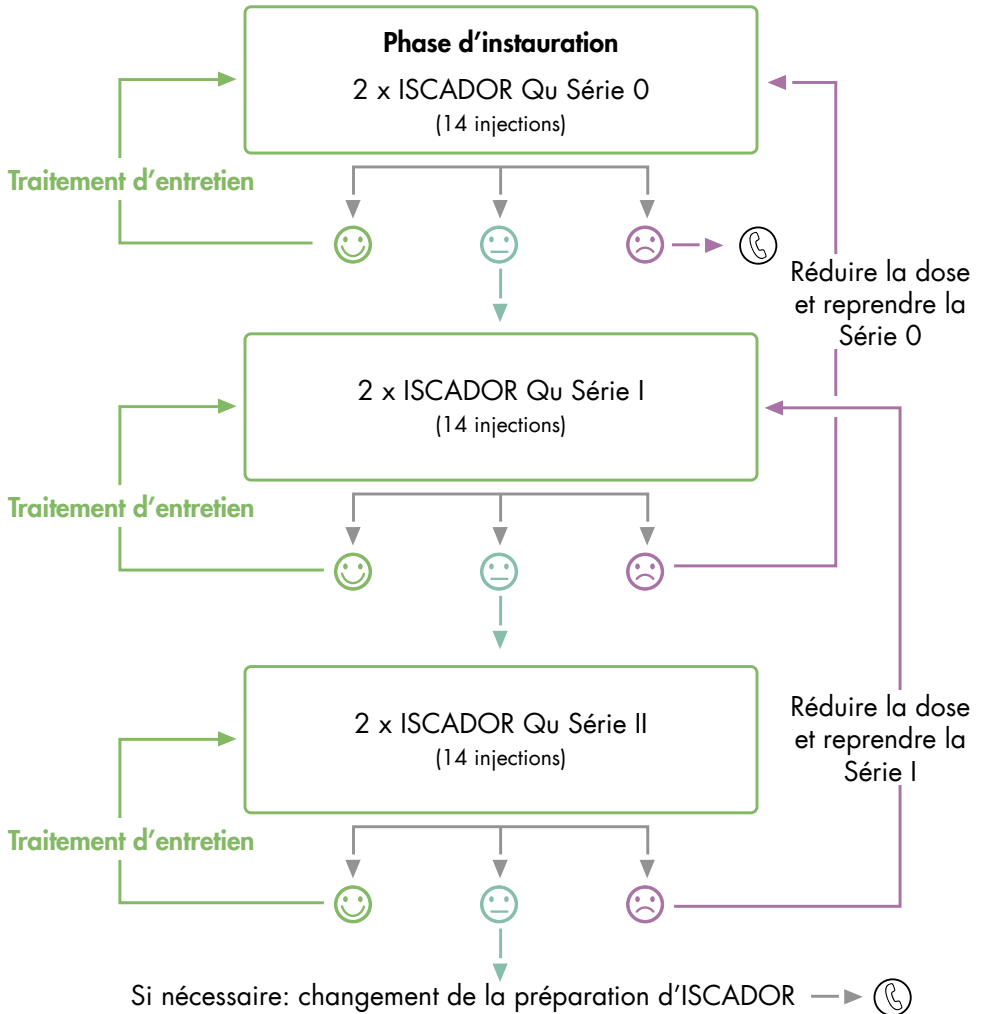 Phase d’instauration
2 x ISCADOR Qu Série 0
(14 injections)
Traitement d’entretien
Réduire la dose
et reprendre la
Série 0
2 x ISCADOR Qu Série I
(14 injections)
Traitement d’entretien
2 x ISCADOR Qu Série II
(14 injections)
Réduire la dose
et reprendre la
Série I
Traitement d’entretien
Si nécessaire: changement de la préparation d’ISCADOR